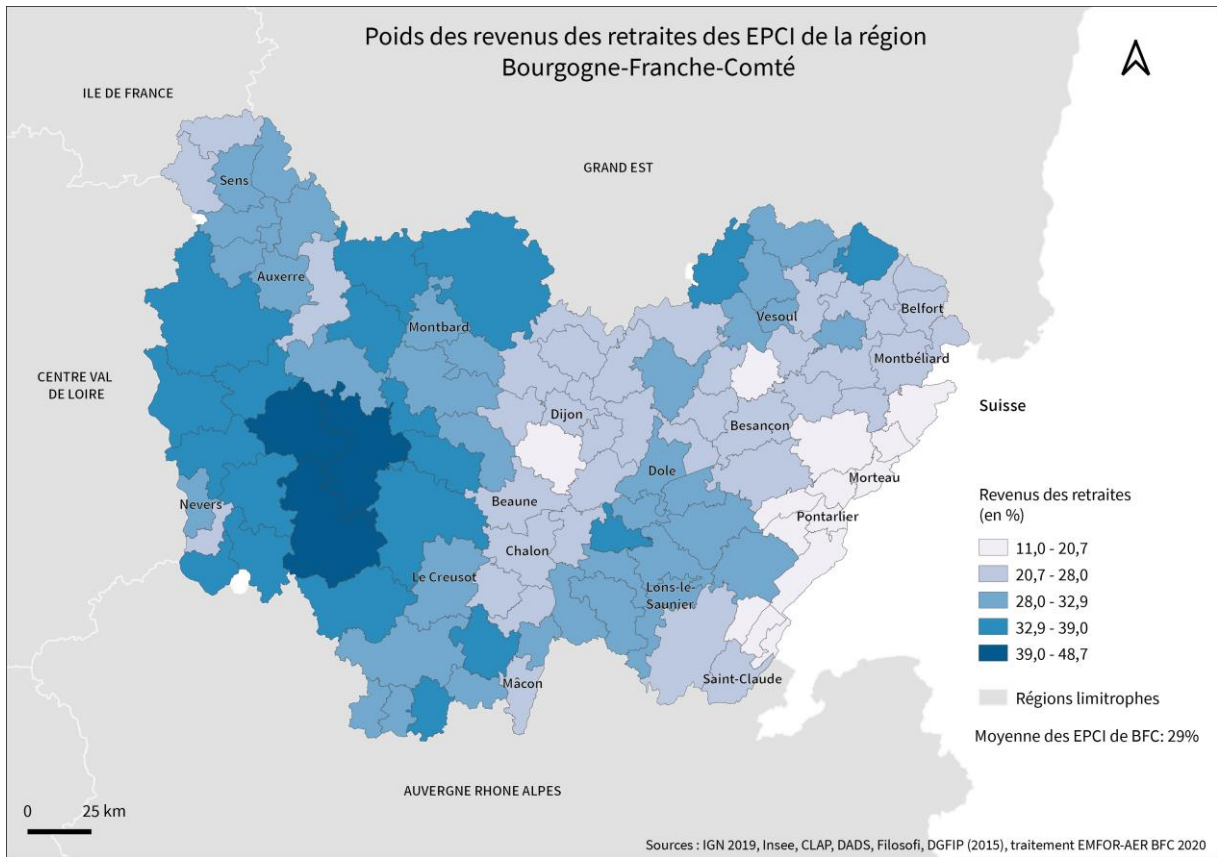 Poids des revenus des retraites des EPCI de la région
Bourgogne-Franche-Comté
ILE DE FRANCE
GRAND EST
Sens
Auxerre
Montbard
Vesoul
Belfort
Montbéliard
CENTRE VAL
DE LOIRE
Suisse
Dijon
Besançon
Dole
Morteau
Nevers
Beaune
Pontarlier
Chalon
Le Creusot
Lons-le-
Saunier
Mâcon
Saint-Claude
Revenus des retraites
(en %)
11,0 - 20,7
20,7 - 28,0
28,0 - 32,9
32,9 - 39,0
39,0 - 48,7
Régions limitrophes
Moyenne des EPCI de BFC: 29%
AUVERGNE RHONE ALPES
0 25 km
Sources : IGN 2019, Insee, CLAP, DADS, Filosofi, DGFIP (2015), traitement EMFOR-AER BFC 2020